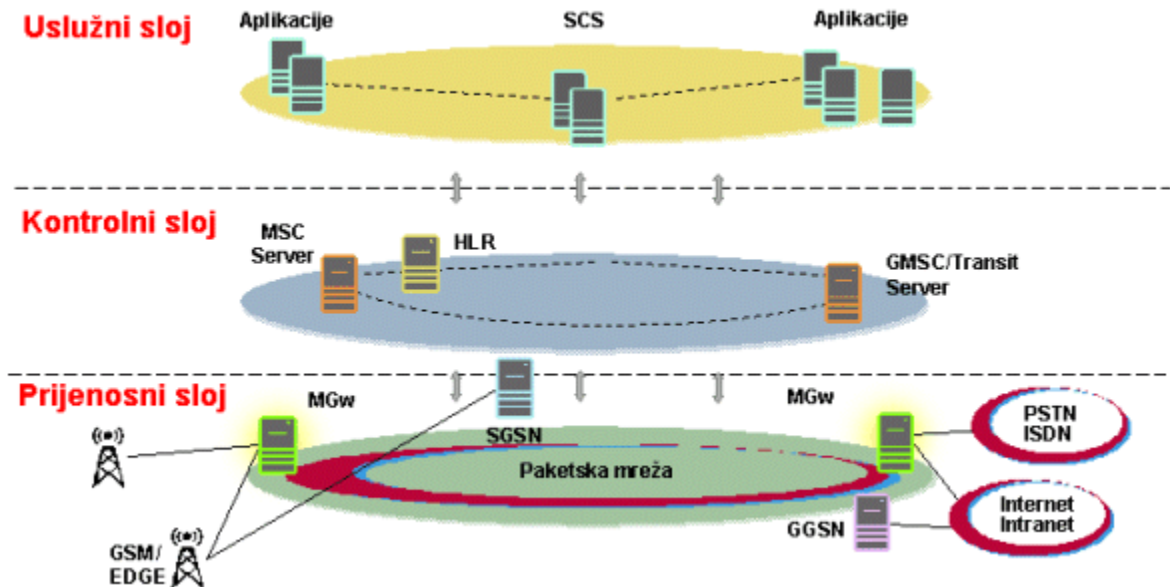 Uslužni sloj
Aplikacije
SCS
Aplikacije
Kontrolni sloj
MSC
Server
HLR
GMSC/Transit
Server
Prijenosni sloj
MGw
SGSN
MGw
PSTN
ISDN
Paketska mreža
GGSN
Internet
Intranet
GSM/
EDGE